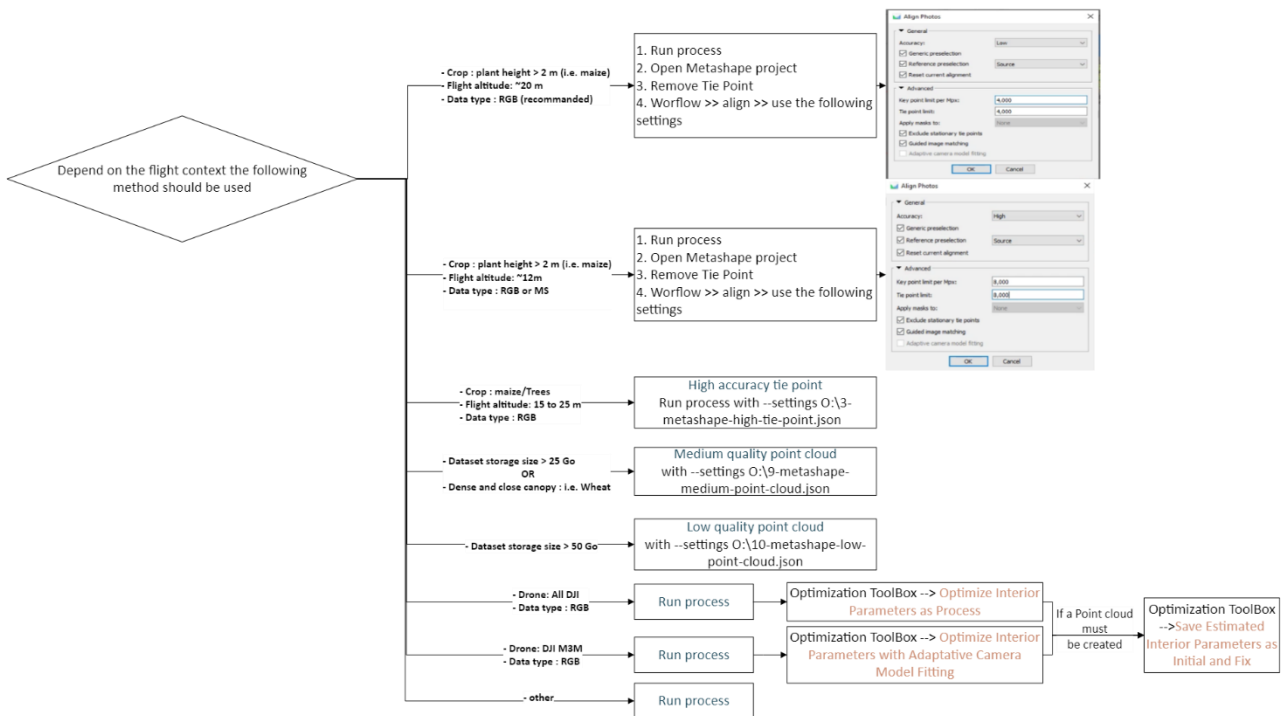 Depend on the flight context the following
method should be used
- Crop : plant height > 2 m (i.e. maize)
- Flight altitude: ~20 m
- Data type : RGB (recommanded)
1. Run process
2. Open Metashape project
3. Remove Tie Point
4. Worflow >> align >> use the following
settings
Align Photos
General
Accuracy:
Low
Generic preselection
Reference preselection
Source
Reset current alignment
Advanced
Key point limit per Mpx:
4,000
Tie point limit:
4,000
Apply masks to:
None
Exclude stationary tie points
Guided image matching
Adaptive camera model fitting
OK
Cancel
- Crop : plant height > 2 m (i.e. maize)
- Flight altitude: ~12m
- Data type : RGB or MS
1. Run process
2. Open Metashape project
3. Remove Tie Point
4. Worflow >> align >> use the following
settings
Align Photos
General
Accuracy:
High
Generic preselection
Reference preselection
Source
Reset current alignment
Advanced
Key point limit per Mpx:
8,000
Tie point limit:
8,000
Apply masks to:
None
Exclude stationary tie points
Guided image matching
Adaptive camera model fitting
OK
Cancel
- Crop : maize/Trees
- Flight altitude: 15 to 25 m
- Data type : RGB
High accuracy tie point
Run process with --settings O:\3-
metashape-high-tie-point.json
- Dataset storage size > 25 Go
OR
- Dense and close canopy : i.e. Wheat
Medium quality point cloud
with --settings O:\9-metashape-
medium-point-cloud.json
- Dataset storage size > 50 Go
Low quality point cloud
with --settings O:\10-metashape-low-
point-cloud.json
- Drone: All DJI
- Data type : RGB
Run process
Optimization ToolBox --> Optimize Interior
Parameters as Process
- Drone: DJI M3M
- Data type : RGB
Run process
Optimization ToolBox --> Optimize Interior
Parameters with Adaptative Camera
Model Fitting
If a Point cloud
must
be created
Optimization ToolBox
-->Save Estimated
Interior Parameters as
Initial and Fix
- other
Run process